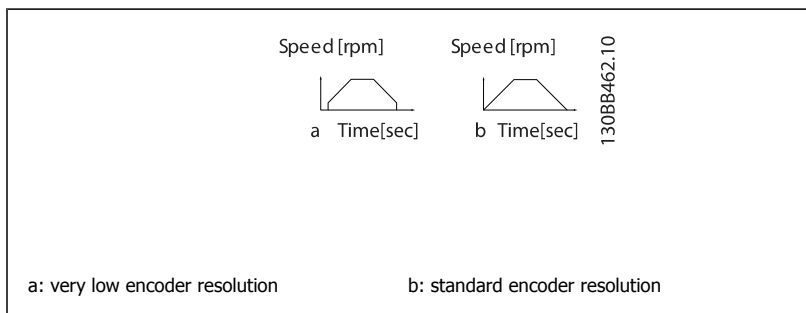 Speed [rpm] Speed [rpm]
a Time[sec] b Time[sec]
130BB462.10
a: very low encoder resolution b: standard encoder resolution